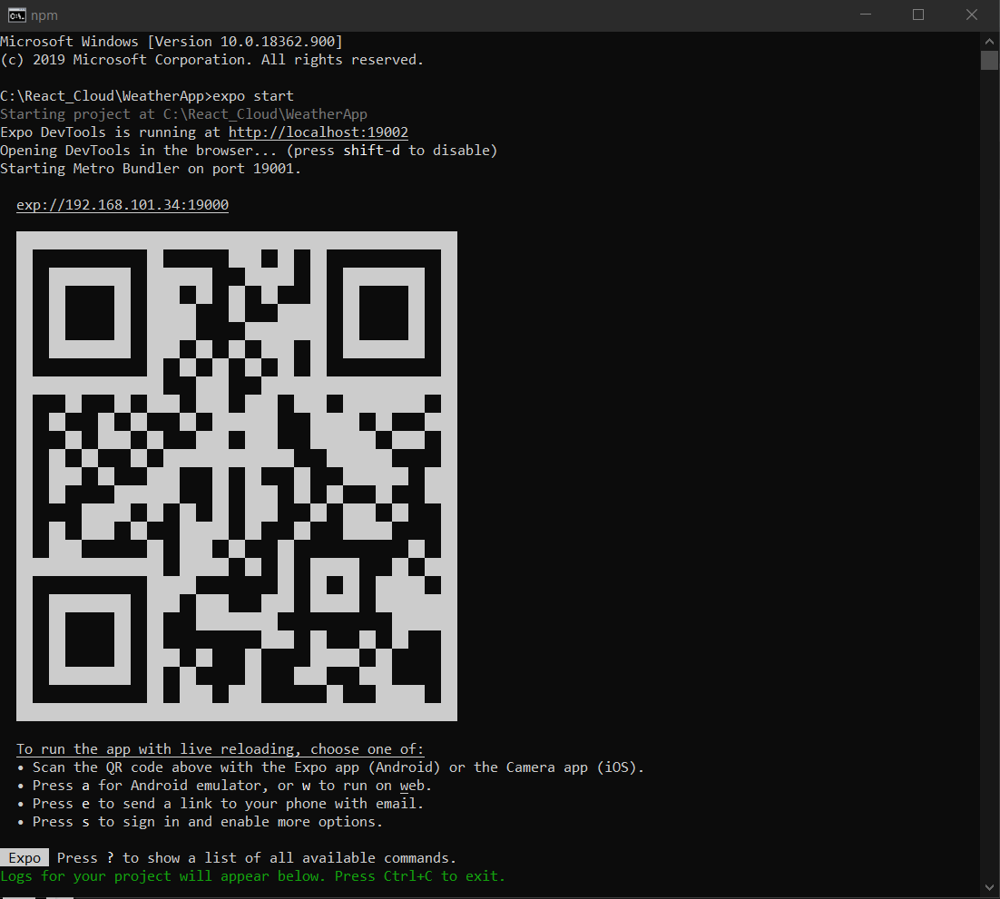 npm
Microsoft Windows [Version 10.0.18362.900]
(c) 2019 Microsoft Corporation. All rights reserved.
C:\React_Cloud\WeatherApp>expo start
Starting project at C:\React_Cloud\WeatherApp
Expo DevTools is running at http://localhost:19002
Opening DevTools in the browser... (press shift-d to disable)
Starting Metro Bundler on port 19001.
exp://192.168.101.34:19000
To run the app with live reloading, choose one of:
• Scan the QR code above with the Expo app (Android) or the Camera app (iOS).
• Press a for Android emulator, or w to run on web.
• Press e to send a link to your phone with email.
• Press s to sign in and enable more options.
Expo Press ? to show a list of all available commands.
Logs for your project will appear below. Press Ctrl+C to exit.